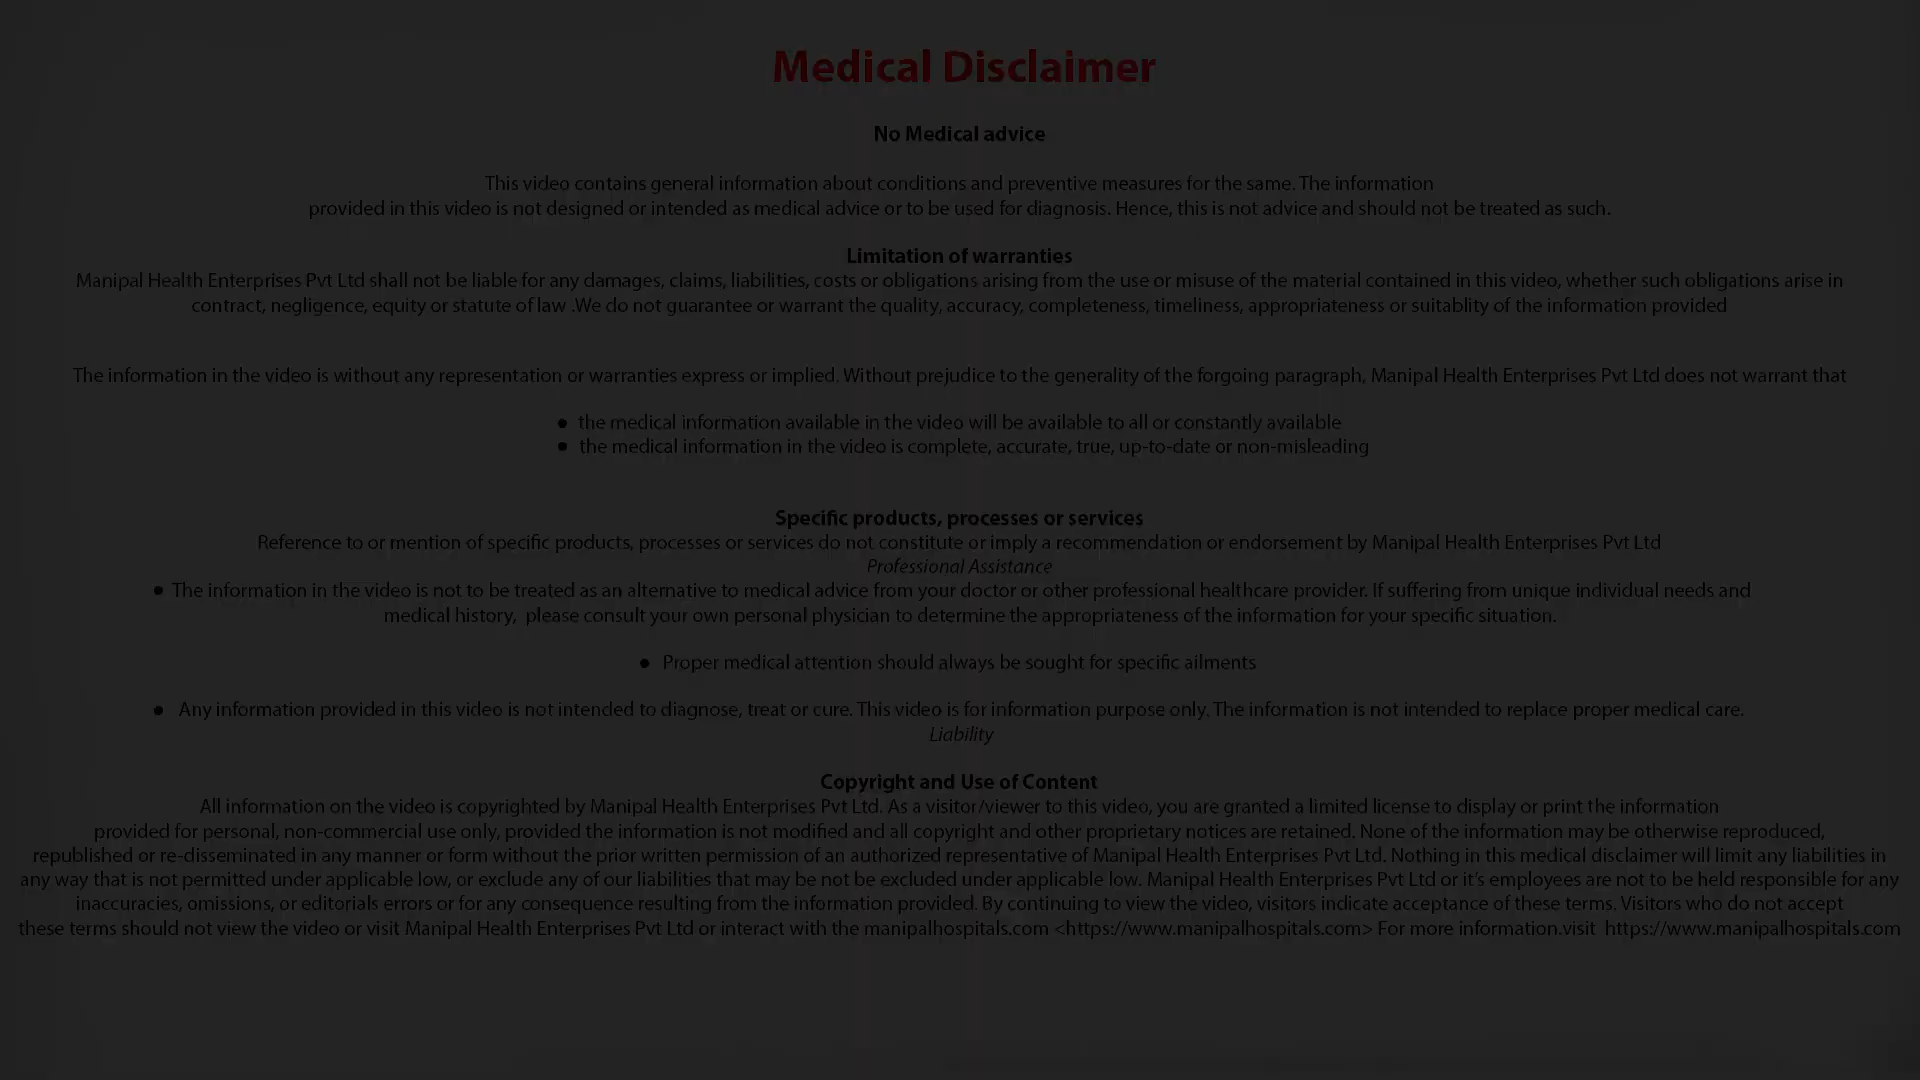 Medical Disclaimer
No Medical advice
This video contains general information about conditions and preventive measures for the same. The information
provided in this video is not designed or intended as medical advice or to be used for diagnosis. Hence, this is not advice and should not be treated as such.
Limitation of warranties
Manipal Health Enterprises Pvt Ltd shall not be liable for any damages, claims, liabilities, costs or obligations arising from the use or misuse of the material contained in this video, whether such obligations arise in
contract, negligence, equity or statute of law .We do not guarantee or warrant the quality, accuracy, completeness, timeliness, appropriateness or suitablity of the information provided
The information in the video is without any representation or warranties express or implied. Without prejudice to the generality of the forgoing paragraph, Manipal Health Enterprises Pvt Ltd does not warrant that
● the medical information available in the video will be available to all or constantly available
● the medical information in the video is complete, accurate, true, up-to-date or non-misleading
Specific products, processes or services
Reference to or mention of specific products, processes or services do not constitute or imply a recommendation or endorsement by Manipal Health Enterprises Pvt Ltd
Professional Assistance
● The information in the video is not to be treated as an alternative to medical advice from your doctor or other professional healthcare provider. If suffering from unique individual needs and
medical history, please consult your own personal physician to determine the appropriateness of the information for your specific situation.
● Proper medical attention should always be sought for specific ailments
● Any information provided in this video is not intended to diagnose, treat or cure. This video is for information purpose only. The information is not intended to replace proper medical care.
Liability
Copyright and Use of Content
All information on the video is copyrighted by Manipal Health Enterprises Pvt Ltd. As a visitor/viewer to this video, you are granted a limited license to display or print the information
provided for personal, non-commercial use only, provided the information is not modified and all copyright and other proprietary notices are retained. None of the information may be otherwise reproduced,
republished or re-disseminated in any manner or form without the prior written permission of an authorized representative of Manipal Health Enterprises Pvt Ltd. Nothing in this medical disclaimer will limit any liabilities in
any way that is not permitted under applicable low, or exclude any of our liabilities that may be not be excluded under applicable low. Manipal Health Enterprises Pvt Ltd or it's employees are not to be held responsible for any
inaccuracies, omissions, or editorials errors or for any consequence resulting from the information provided. By continuing to view the video, visitors indicate acceptance of these terms. Visitors who do not accept
these terms should not view the video or visit Manipal Health Enterprises Pvt Ltd or interact with the manipalhospitals.com <https://www.manipalhospitals.com> For more information.visit https://www.manipalhospitals.com